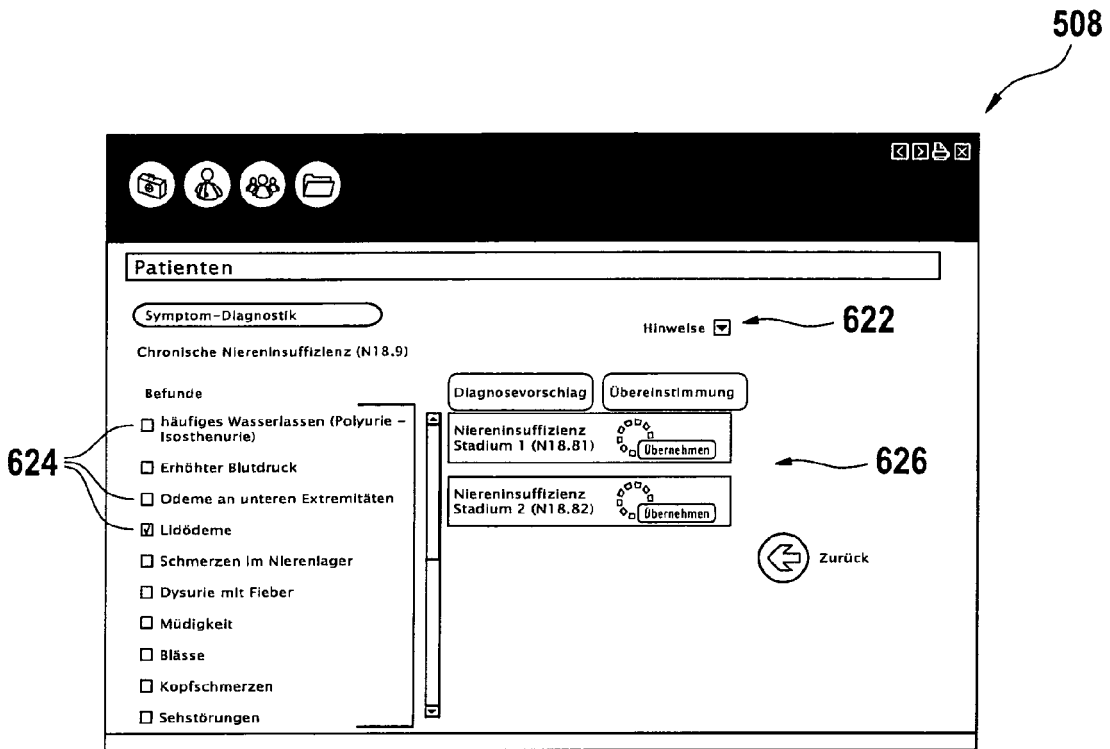 508
Patienten
Symptom-Diagnostik
Hinweise
622
Chronische Niereninsuffizienz (N18.9)
Befunde
Diagnosevorschlag
Übereinstimmung
624
häufiges Wasserlassen (Polyurie –
Isosthenurie)
Erhöhter Blutdruck
Ödeme an unteren Extremitäten
Lidödeme
Schmerzen im Nierenlager
Dysurie mit Fieber
Müdigkeit
Blässe
Kopfschmerzen
Sehstörungen
Niereninsuffizienz
Stadium 1 (N18.81)
Übernehmen
626
Niereninsuffizienz
Stadium 2 (N18.82)
Übernehmen
Zurück